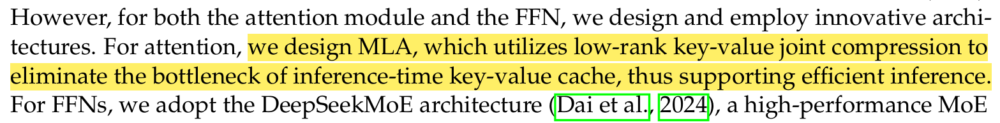 However, for both the attention module and the FFN, we design and employ innovative archi-
tectures. For attention, we design MLA, which utilizes low-rank key-value joint compression to
eliminate the bottleneck of inference-time key-value cache, thus supporting efficient inference.
For FFNs, we adopt the DeepSeekMoE architecture (Dai et al., 2024), a high-performance MoE